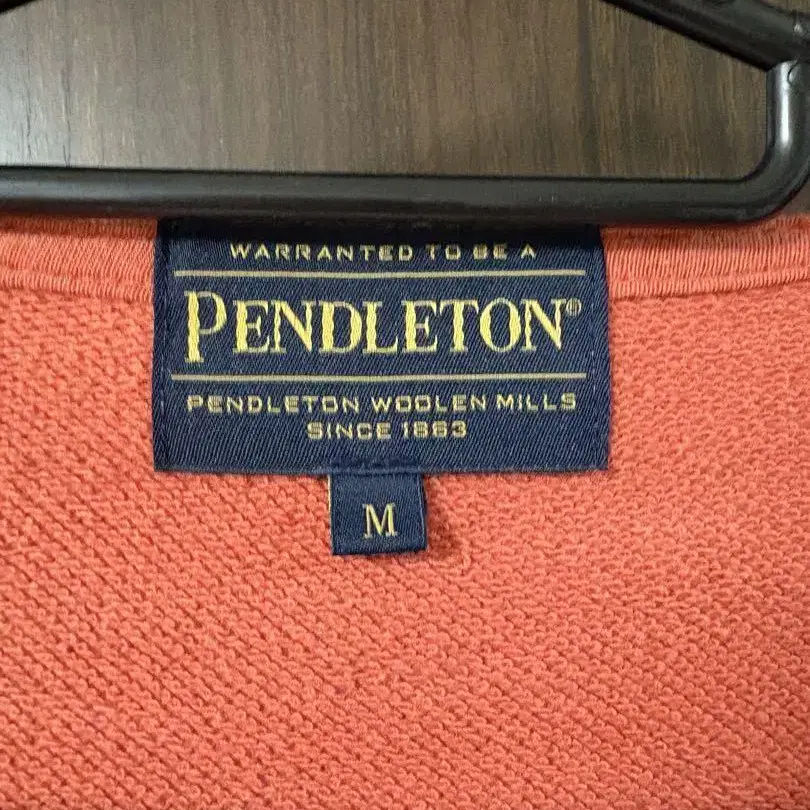 WARRANTED TO BE A
PENDLETON®
PENDLETON WOOLEN MILLS
SINCE 1863
M